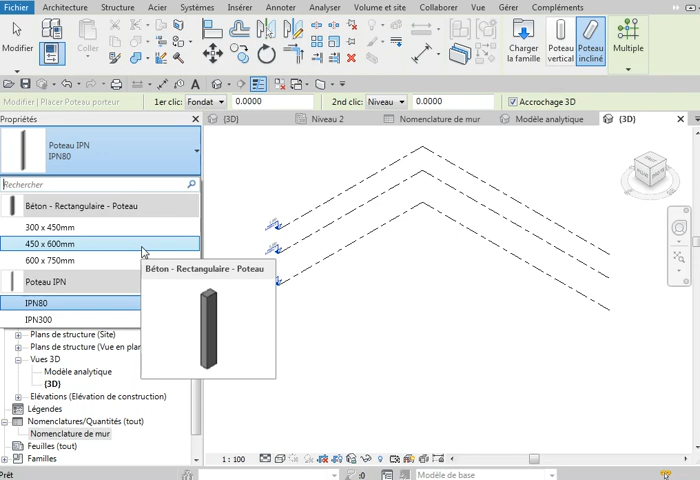 Fichier Architecture Structure Acier Systèmes Insérer Annoter Analyser Volume et site Collaborer Vue Gérer Compléments
Modifier
Coller
Charger
la famille
Poteau
vertical
Poteau
incliné
Multiple
Modifier | Placer Poteau porteur
1er clic: Fondat 0.0000
2nd clic: Niveau 0.0000
Accrochage 3D
Propriétés
{3D}
Niveau 2
Nomenclature de mur
Modèle analytique
{3D}
Poteau IPN
IPN80
Rechercher
Béton - Rectangulaire - Poteau
300 x 450mm
450 x 600mm
600 x 750mm
Poteau IPN
IPN80
IPN300
Béton - Rectangulaire - Poteau
Plans de structure (Site)
Plans de structure (Vue en plan
Vues 3D
Modèle analytique
{3D}
Elévations (Elévation de construction)
Légendes
Nomenclatures/Quantités (tout)
Nomenclature de mur
Feuilles (tout)
Familles
1 : 100
Prêt
:0
Modèle de base